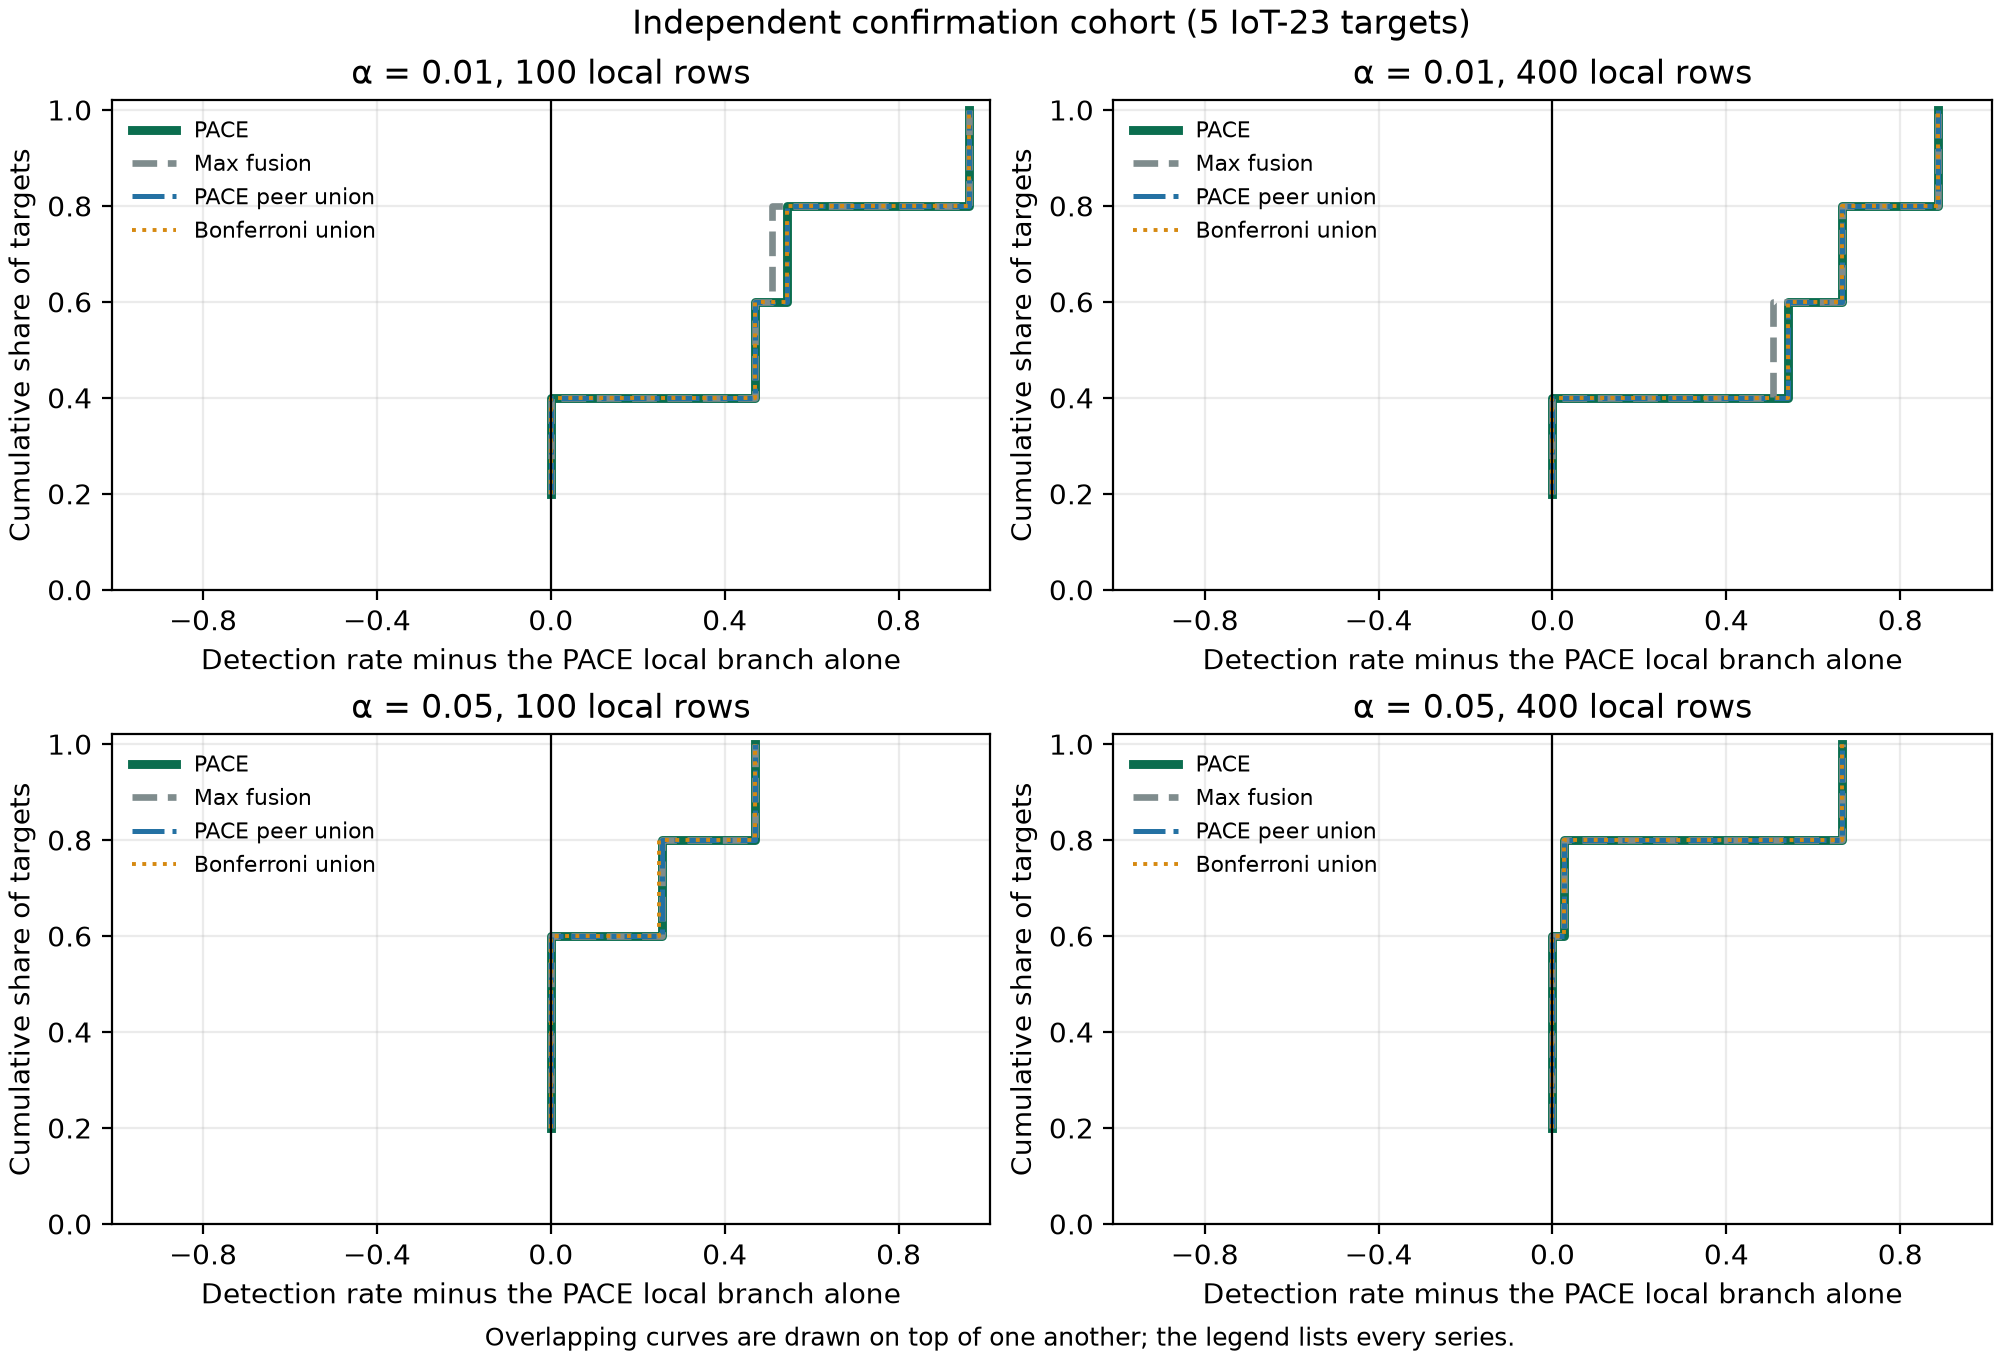 Independent confirmation cohort (5 IoT-23 targets)
α = 0.01, 100 local rows
Cumulative share of targets
1.0
0.8
0.6
0.4
0.2
0.0
PACE
Max fusion
PACE peer union
Bonferroni union
−0.8 −0.4 0.0 0.4 0.8
Detection rate minus the PACE local branch alone
α = 0.01, 400 local rows
Cumulative share of targets
1.0
0.8
0.6
0.4
0.2
0.0
PACE
Max fusion
PACE peer union
Bonferroni union
−0.8 −0.4 0.0 0.4 0.8
Detection rate minus the PACE local branch alone
α = 0.05, 100 local rows
Cumulative share of targets
1.0
0.8
0.6
0.4
0.2
0.0
PACE
Max fusion
PACE peer union
Bonferroni union
−0.8 −0.4 0.0 0.4 0.8
Detection rate minus the PACE local branch alone
α = 0.05, 400 local rows
Cumulative share of targets
1.0
0.8
0.6
0.4
0.2
0.0
PACE
Max fusion
PACE peer union
Bonferroni union
−0.8 −0.4 0.0 0.4 0.8
Detection rate minus the PACE local branch alone
Overlapping curves are drawn on top of one another; the legend lists every series.